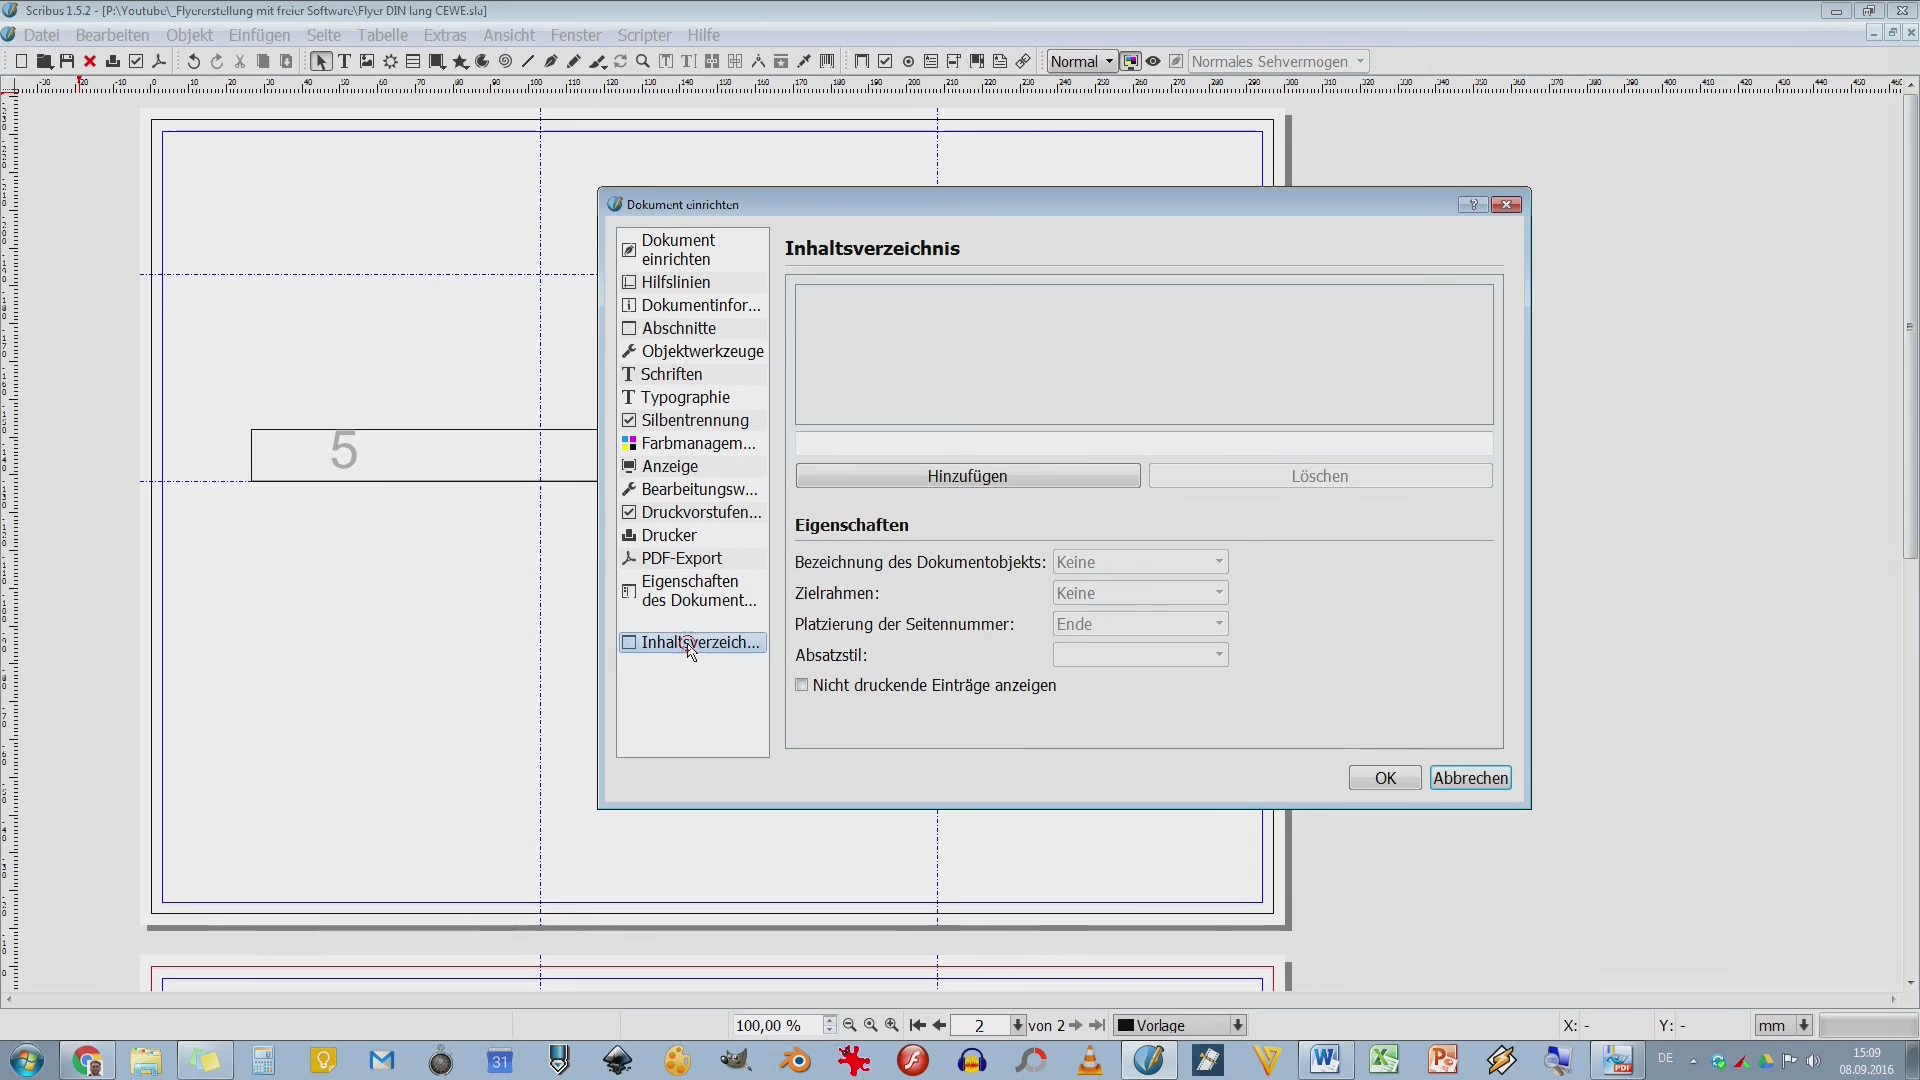 Scribus 1.5.2 - [P:\Youtube\_Flyererstellung mit freier Software\Flyer DIN lang CEWE.sla]
Datei Bearbeiten Objekt Einfügen Seite Tabelle Extras Ansicht Fenster Scripter Hilfe
Normal Normales Sehvermögen
5
Dokument einrichten
Dokument
einrichten
Hilfslinien
Dokumentinfor...
Abschnitte
Objektwerkzeuge
Schriften
Typographie
Silbentrennung
Farbmanagem...
Anzeige
Bearbeitungsw...
Druckvorstufen...
Drucker
PDF-Export
Eigenschaften
des Dokument...
Inhaltsverzeich...
Inhaltsverzeichnis
Hinzufügen Löschen
Eigenschaften
Bezeichnung des Dokumentobjekts: Keine
Zielrahmen: Keine
Platzierung der Seitennummer: Ende
Absatzstil:
Nicht druckende Einträge anzeigen
OK Abbrechen
100,00 % 2 von 2 Vorlage X: - Y: - mm
31 PDF DE 15:09
08.09.2016